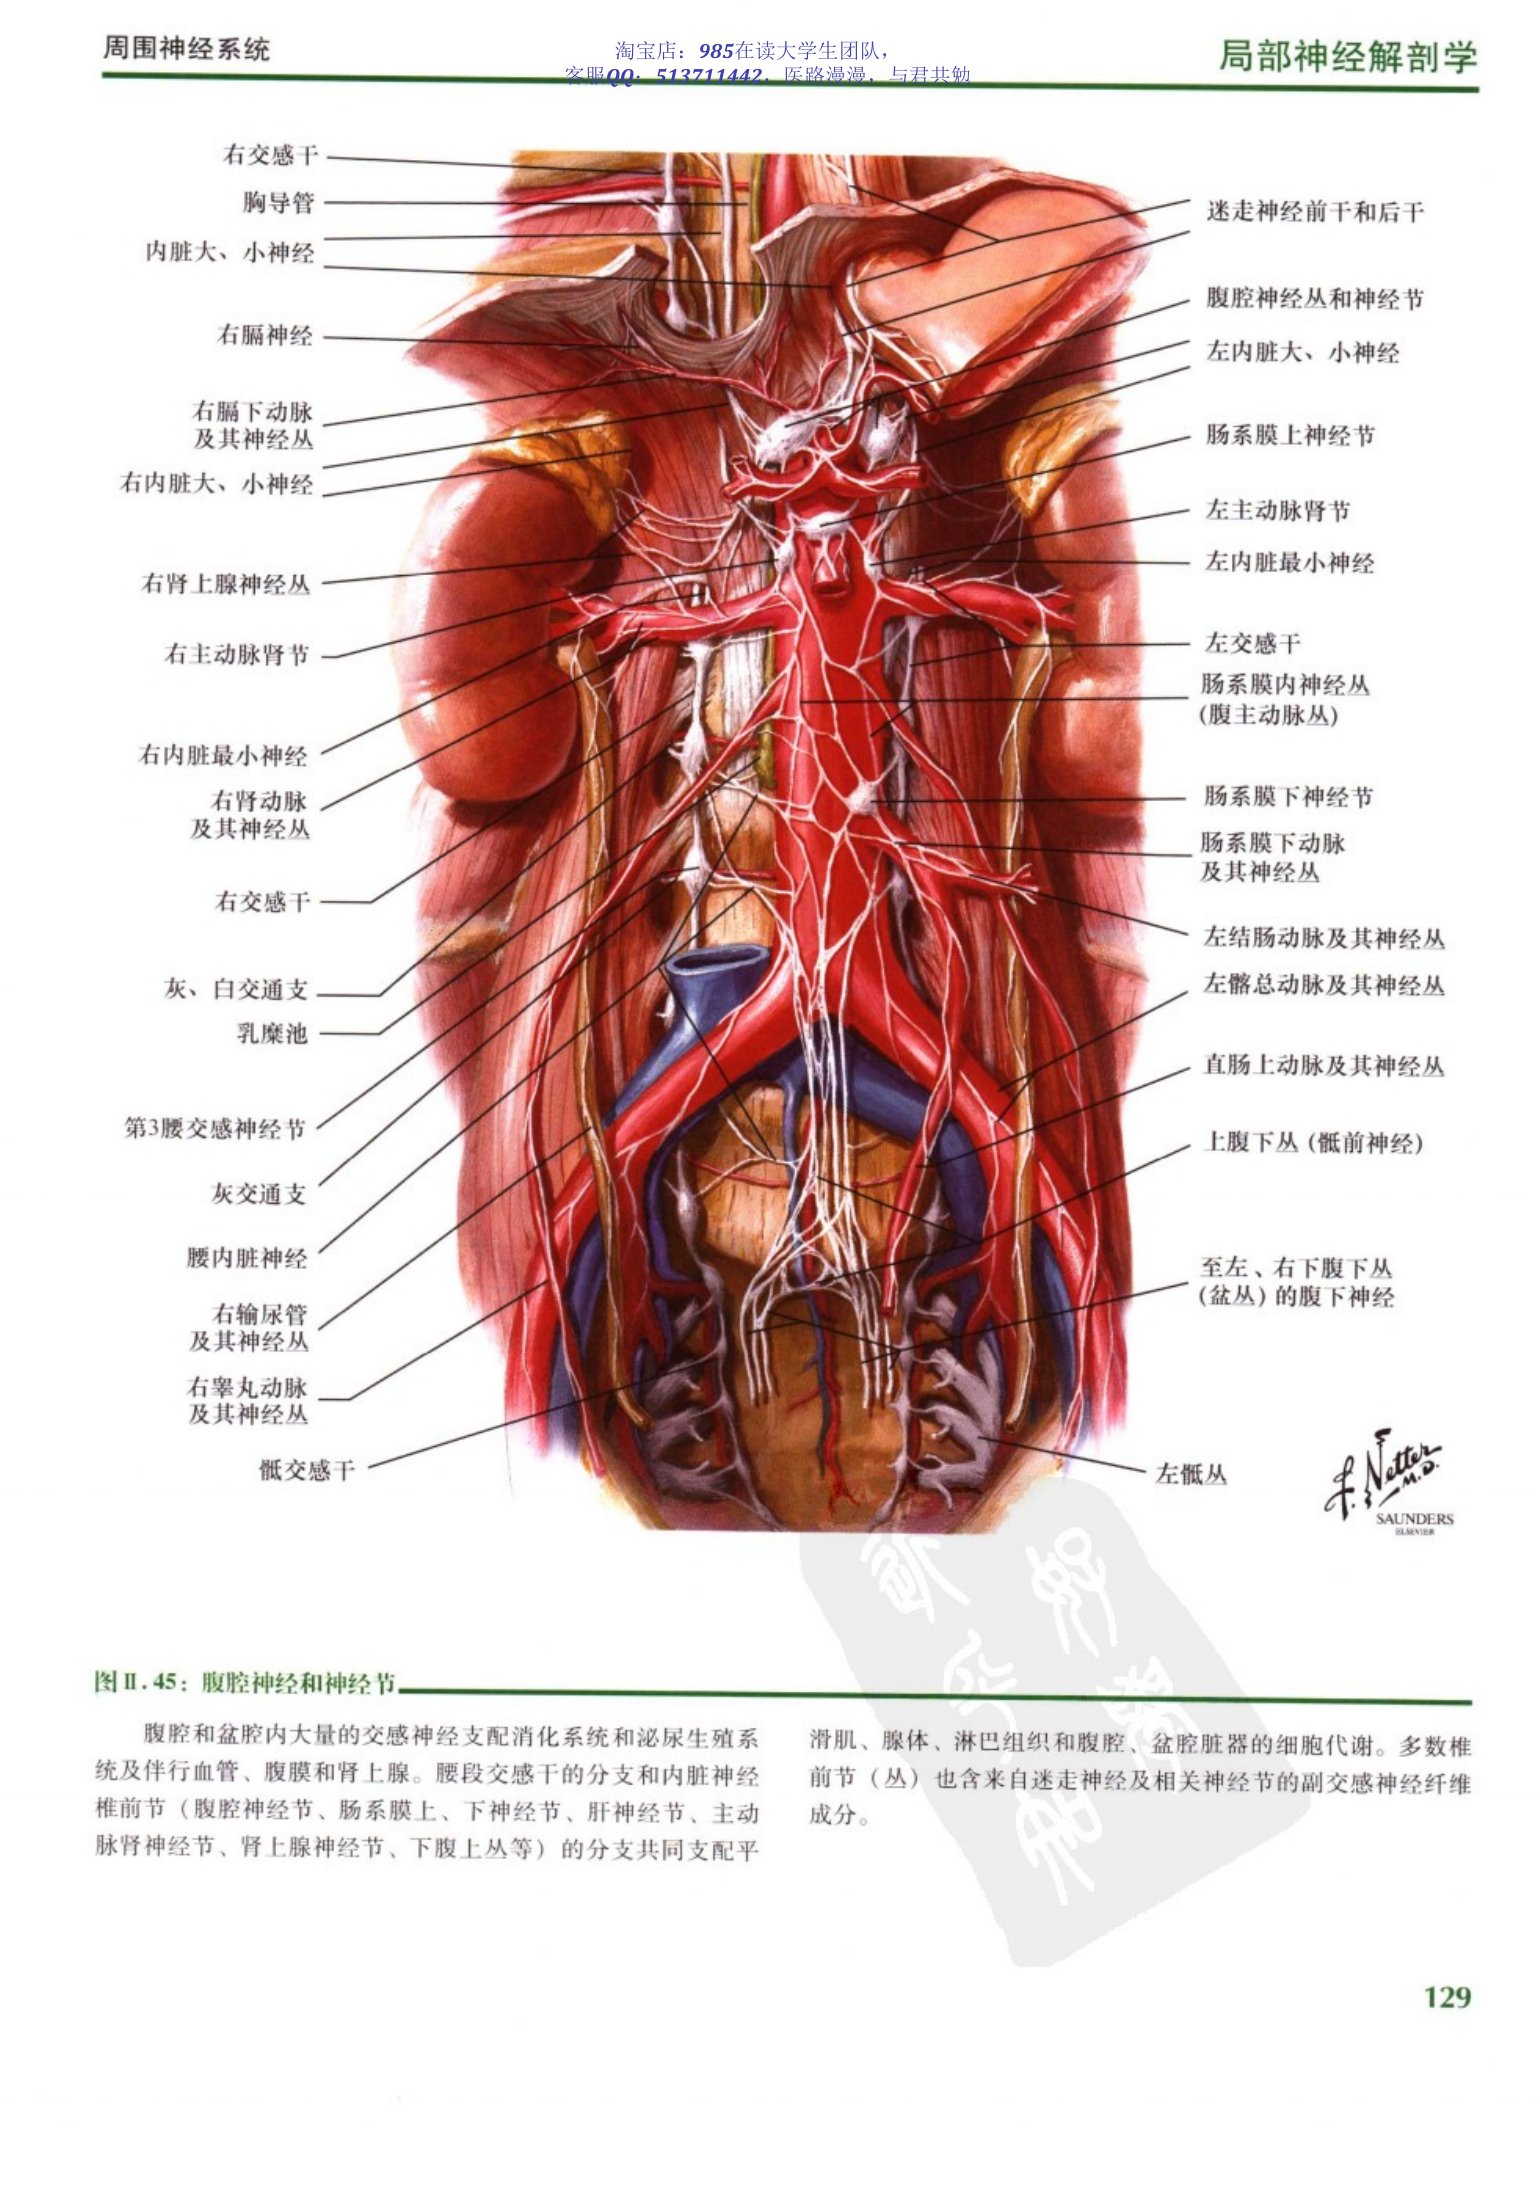 周围神经系统
淘宝店：985在读大学生团队，
客服QQ：513711442，医路漫漫，与君共勉
局部神经解剖学
右交感干
胸导管
内脏大、小神经
右膈神经
右膈下动脉
及其神经丛
右内脏大、小神经
右肾上腺神经丛
右主动脉肾节
右内脏最小神经
右肾动脉
及其神经丛
右交感干
灰、白交通支
乳糜池
第3腰交感神经节
灰交通支
腰内脏神经
右输尿管
及其神经丛
右睾丸动脉
及其神经丛
骶交感干
迷走神经前干和后干
腹腔神经丛和神经节
左内脏大、小神经
肠系膜上神经节
左主动脉肾节
左内脏最小神经
左交感干
肠系膜内神经丛
(腹主动脉丛)
肠系膜下神经节
肠系膜下动脉
及其神经丛
左结肠动脉及其神经丛
左髂总动脉及其神经丛
直肠上动脉及其神经丛
上腹下丛 (骶前神经)
至左、右下腹下丛
(盆丛) 的腹下神经
左骶丛
F. Netter
M.D.
SAUNDERS
ELSEVIER
图Ⅱ.45：腹腔神经和神经节
腹腔和盆腔内大量的交感神经支配消化系统和泌尿生殖系
统及伴行血管、腹膜和肾上腺。腰段交感干的分支和内脏神经
椎前节（腹腔神经节、肠系膜上、下神经节、肝神经节、主动
脉肾神经节、肾上腺神经节、下腹上丛等）的分支共同支配平
滑肌、腺体、淋巴组织和腹腔、盆腔脏器的细胞代谢。多数椎
前节（丛）也含来自迷走神经及相关神经节的副交感神经纤维
成分。
129